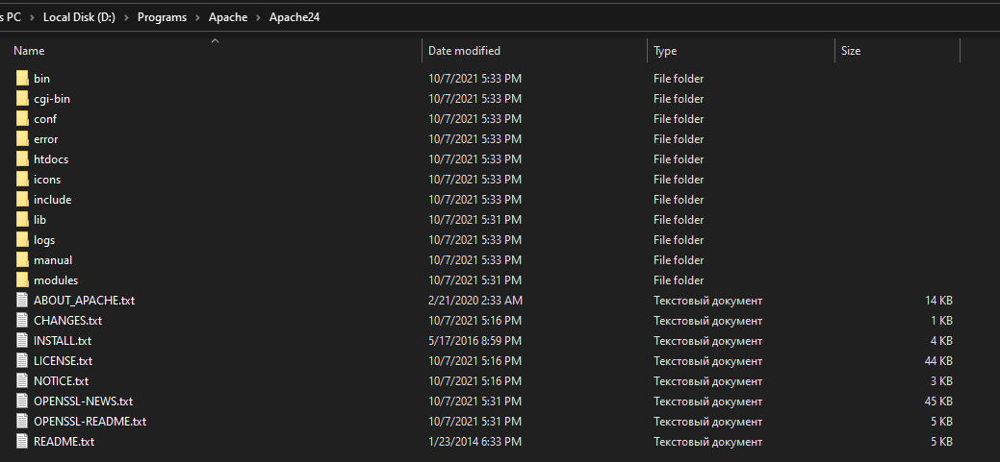 s PC > Local Disk (D:) > Programs > Apache > Apache24
Name Date modified Type Size
bin 10/7/2021 5:33 PM File folder
cgi-bin 10/7/2021 5:33 PM File folder
conf 10/7/2021 5:33 PM File folder
error 10/7/2021 5:33 PM File folder
htdocs 10/7/2021 5:33 PM File folder
icons 10/7/2021 5:33 PM File folder
include 10/7/2021 5:33 PM File folder
lib 10/7/2021 5:31 PM File folder
logs 10/7/2021 5:33 PM File folder
manual 10/7/2021 5:33 PM File folder
modules 10/7/2021 5:31 PM File folder
ABOUT_APACHE.txt 2/21/2020 2:33 AM Текстовый документ 14 KB
CHANGES.txt 10/7/2021 5:16 PM Текстовый документ 1 KB
INSTALL.txt 5/17/2016 8:59 PM Текстовый документ 4 KB
LICENSE.txt 10/7/2021 5:16 PM Текстовый документ 44 KB
NOTICE.txt 10/7/2021 5:16 PM Текстовый документ 3 KB
OPENSSL-NEWS.txt 10/7/2021 5:31 PM Текстовый документ 45 KB
OPENSSL-README.txt 10/7/2021 5:31 PM Текстовый документ 5 KB
README.txt 1/23/2014 6:33 PM Текстовый документ 5 KB